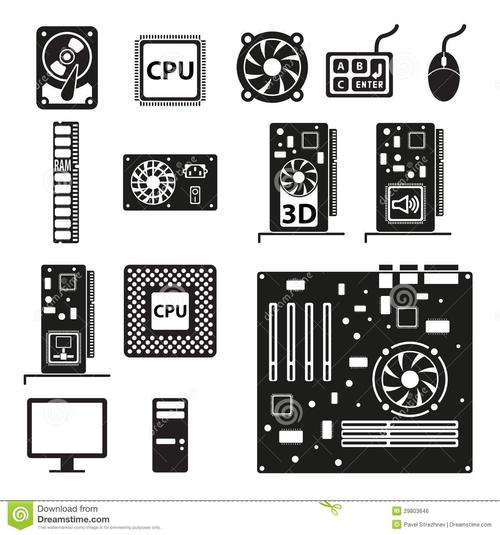 CPU
A B
C ENTER
RAM
3D
CPU
Download from
Dreamstime.com
This watermarked comp image is for previewing purposes only.
29803646
Pavel Strezhnev | Dreamstime.com